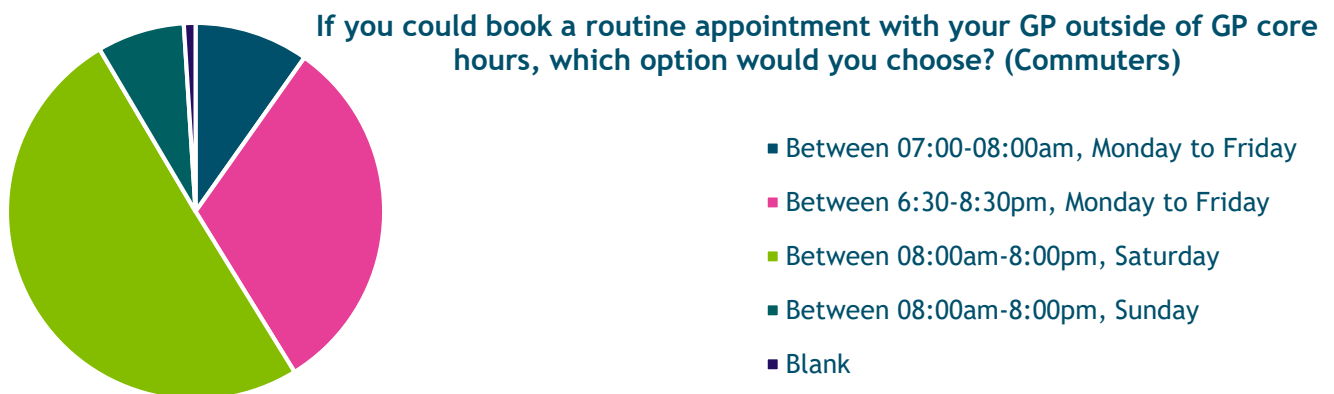 If you could book a routine appointment with your GP outside of GP core
hours, which option would you choose? (Commuters)
Between 07:00-08:00am, Monday to Friday
Between 6:30-8:30pm, Monday to Friday
Between 08:00am-8:00pm, Saturday
Between 08:00am-8:00pm, Sunday
Blank